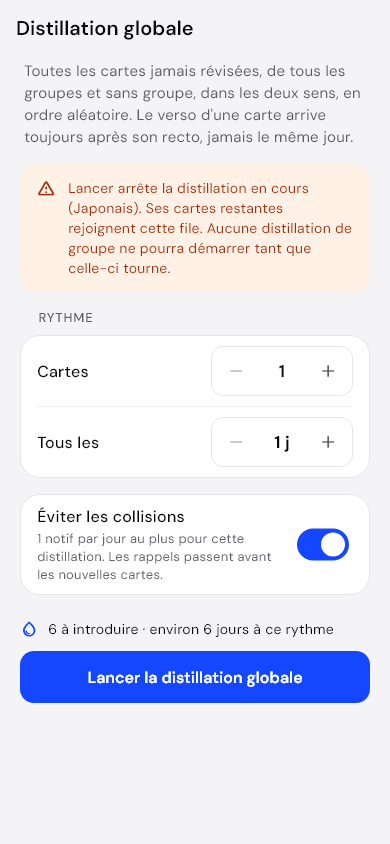 Distillation globale
Toutes les cartes jamais révisées, de tous les
groupes et sans groupe, dans les deux sens, en
ordre aléatoire. Le verso d'une carte arrive
toujours après son recto, jamais le même jour.
Lancer arrête la distillation en cours
(Japonais). Ses cartes restantes
rejoignent cette file. Aucune distillation de
groupe ne pourra démarrer tant que
celle-ci tourne.
RYTHME
Cartes − 1 +
Tous les − 1 j +
Éviter les collisions
1 notif par jour au plus pour cette
distillation. Les rappels passent avant
les nouvelles cartes.
6 à introduire · environ 6 jours à ce rythme
Lancer la distillation globale